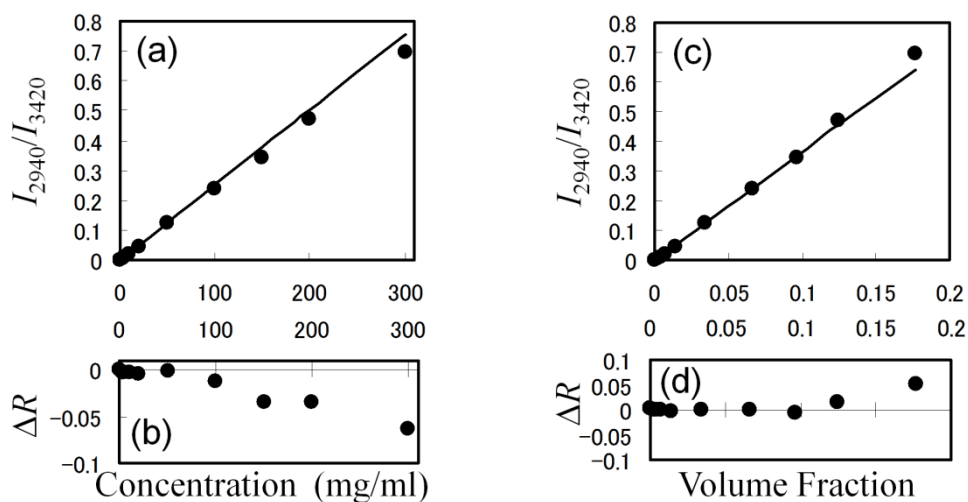 0.8
0.7
0.6
0.5
0.4
0.3
0.2
0.1
0
(a)
I2940/I3420
0 100 200 300
0 100 200 300
0
−0.05
−0.1
(b)
ΔR
Concentration (mg/ml)
0.8
0.7
0.6
0.5
0.4
0.3
0.2
0.1
0
(c)
I2940/I3420
0 0.05 0.1 0.15 0.2
0 0.05 0.1 0.15 0.2
0.1
0.05
0
−0.05
−0.1
(d)
ΔR
Volume Fraction